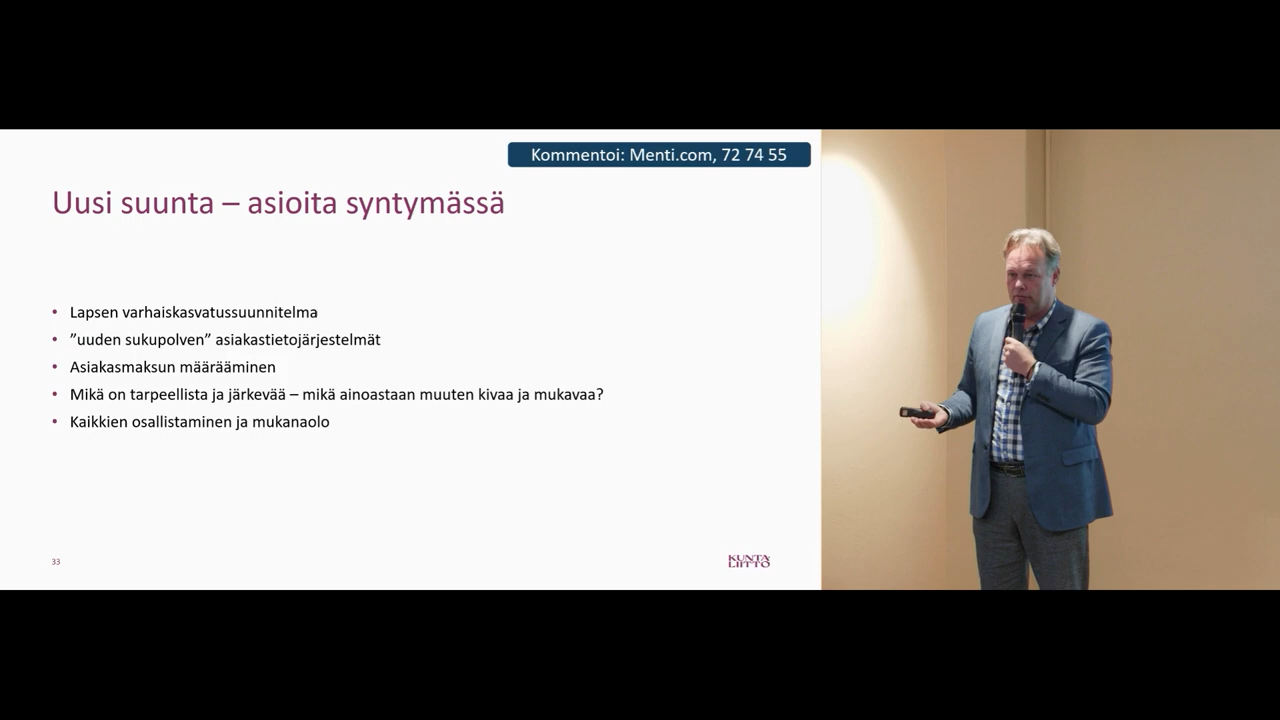 Kommentoi: Menti.com, 72 74 55
Uusi suunta – asioita syntymässä
• Lapsen varhaiskasvatussuunnitelma
• ”uuden sukupolven” asiakastietojärjestelmät
• Asiakasmaksun määrääminen
• Mikä on tarpeellista ja järkevää – mikä ainoastaan muuten kivaa ja mukavaa?
• Kaikkien osallistaminen ja mukanaolo
33
KUNTA
LIITTO